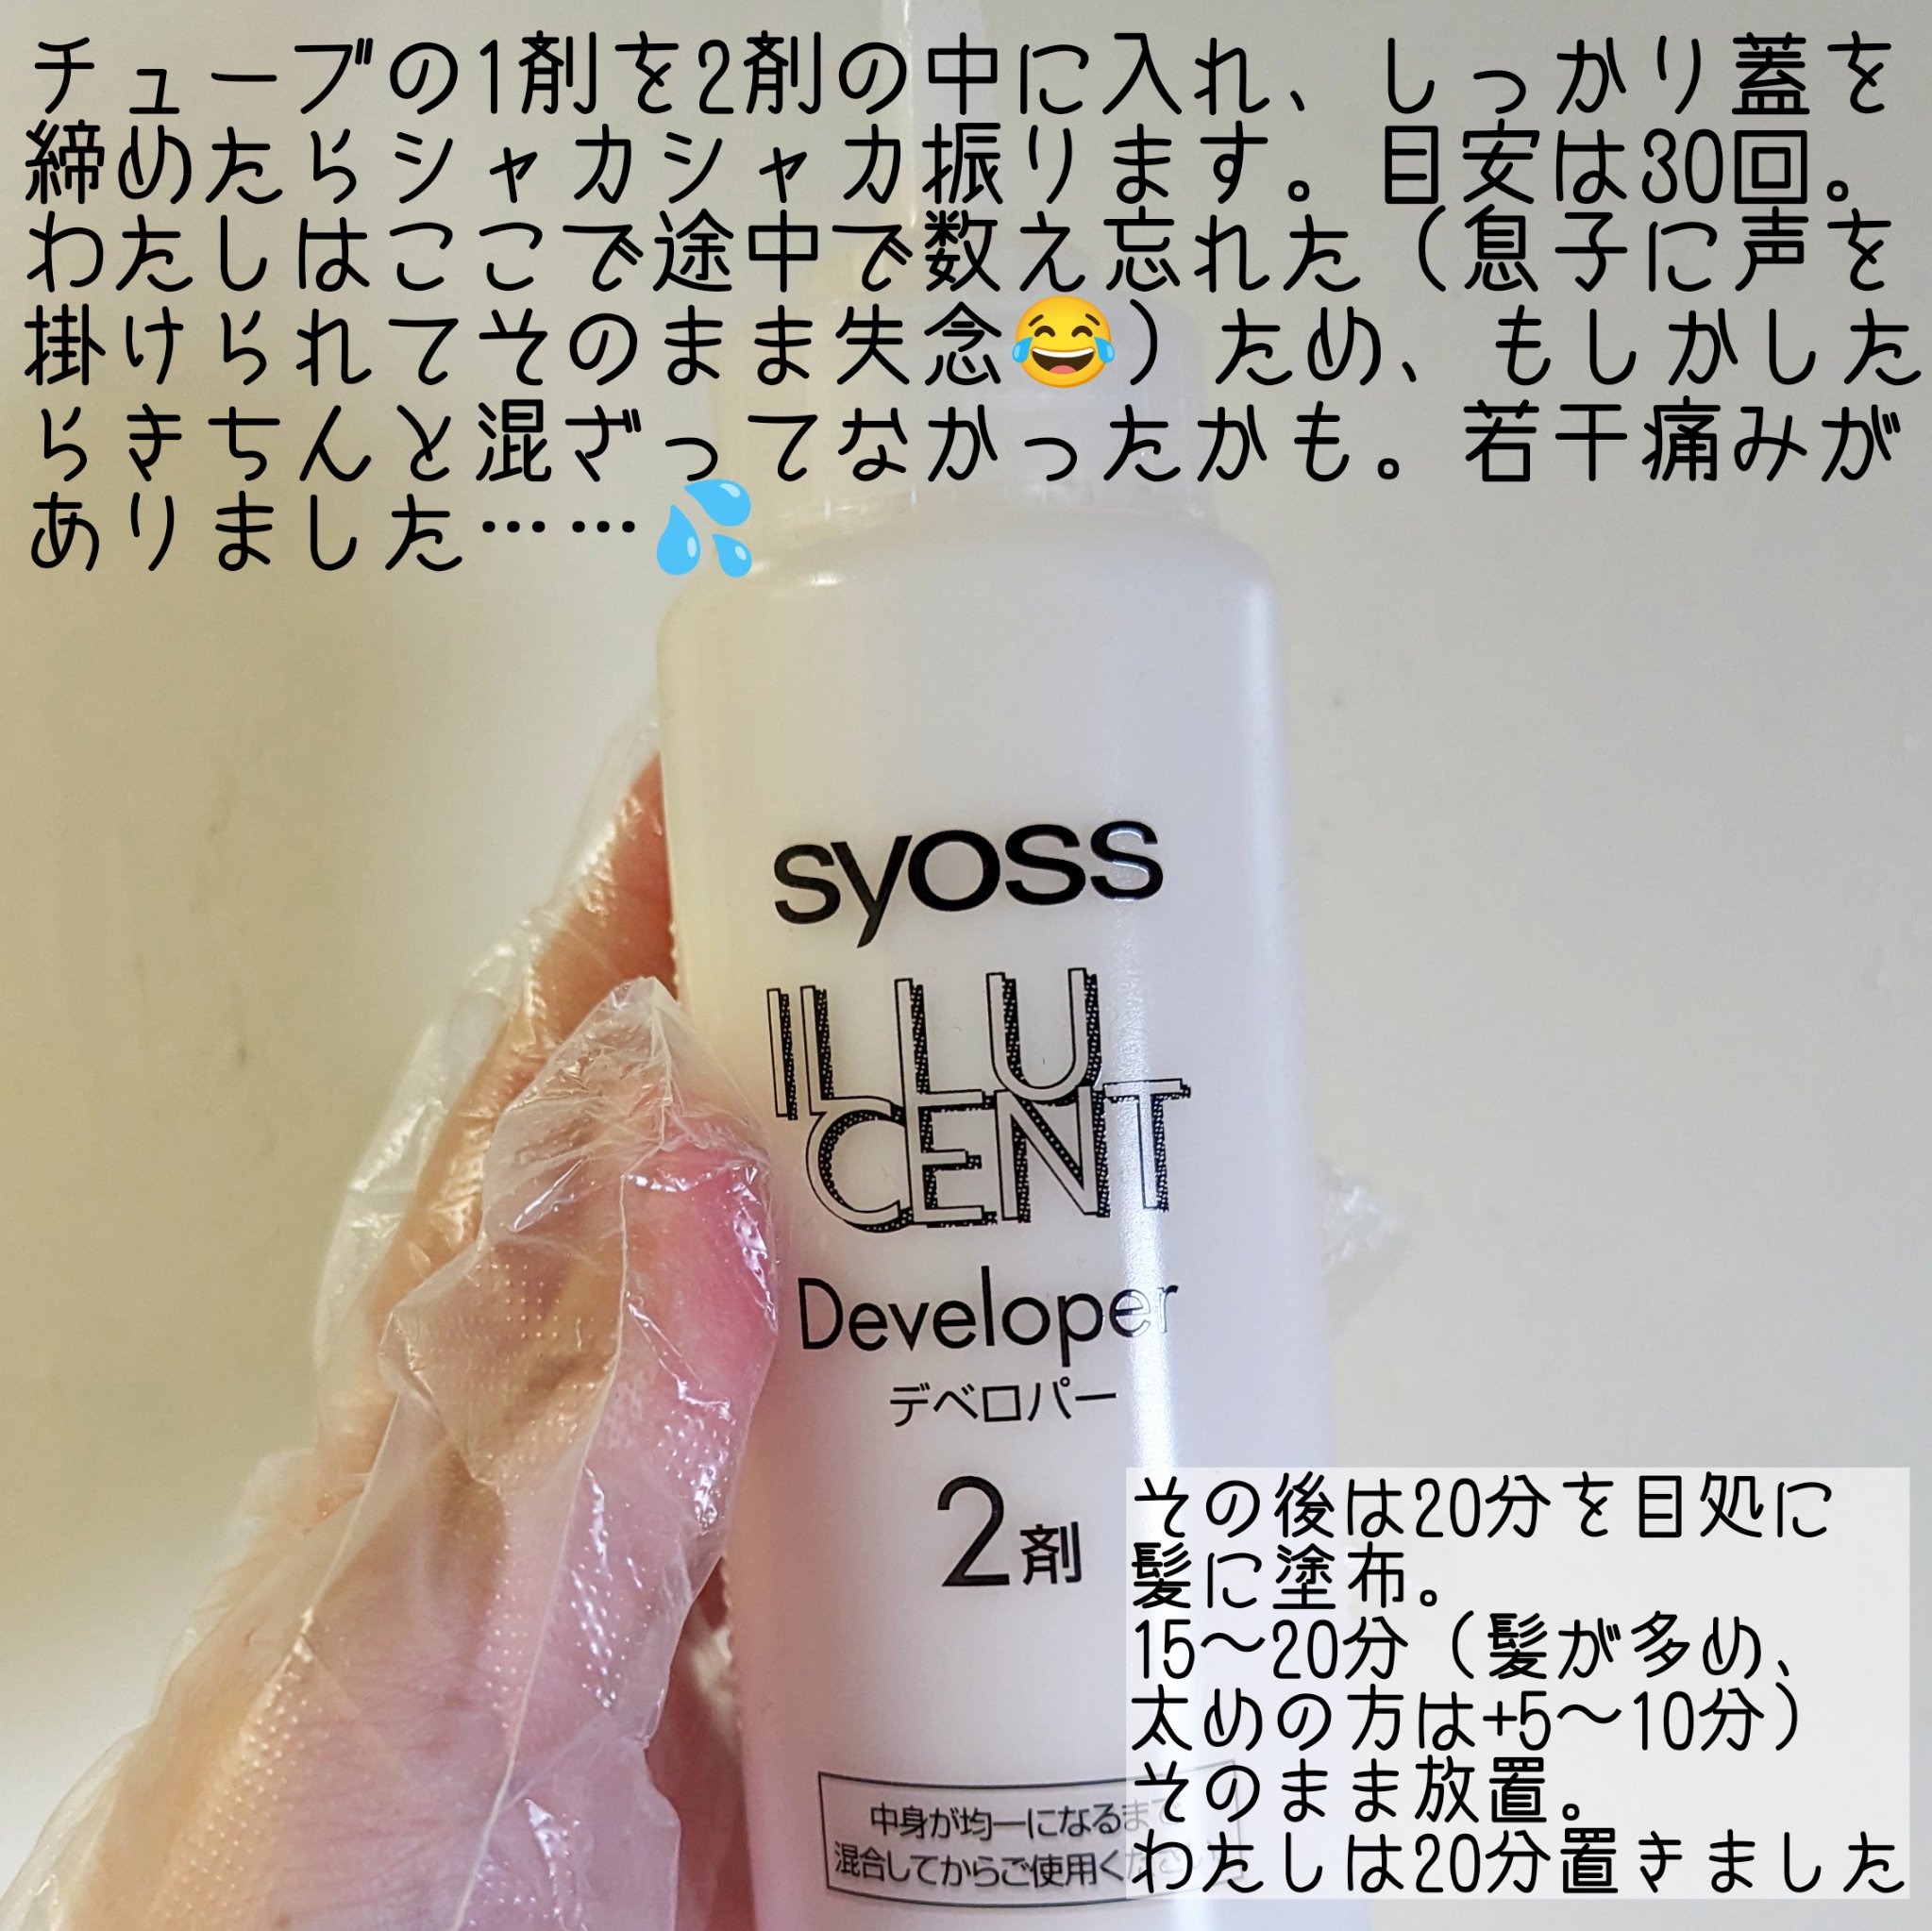 チューブの1剤を2剤の中に入れ、しっかり蓋を
締めたらシャカシャカ振ります。目安は30回。
わたしはここで途中で数え忘れた（息子に声を
掛けられてそのまま失念😂）ため、もしかした
らきちんと混ざってなかったかも。若干痛みが
ありました……💦
syoss
ILLU
CENT
Developer
デベロパー
2剤
中身が均一になるまで
混合してからご使用ください
その後は20分を目処に
髪に塗布。
15〜20分（髪が多め、
太めの方は+5〜10分）
そのまま放置。
わたしは20分置きました